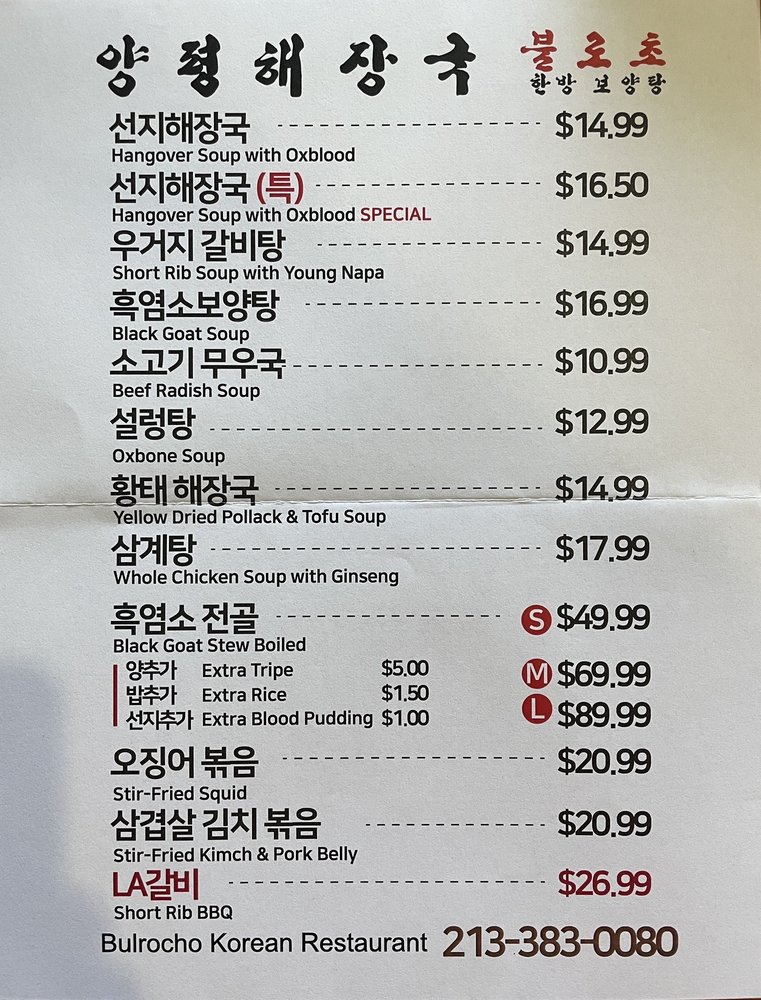 양평해장국 불로초
한방 보양탕
선지해장국 $14.99
Hangover Soup with Oxblood
선지해장국 (특) $16.50
Hangover Soup with Oxblood SPECIAL
우거지 갈비탕 $14.99
Short Rib Soup with Young Napa
흑염소보양탕 $16.99
Black Goat Soup
소고기 무우국 $10.99
Beef Radish Soup
설렁탕 $12.99
Oxbone Soup
황태 해장국 $14.99
Yellow Dried Pollack & Tofu Soup
삼계탕 $17.99
Whole Chicken Soup with Ginseng
흑염소 전골 S $49.99
Black Goat Stew Boiled
양추가 Extra Tripe $5.00 M $69.99
밥추가 Extra Rice $1.50
선지추가 Extra Blood Pudding $1.00 L $89.99
오징어 볶음 $20.99
Stir-Fried Squid
삼겹살 김치 볶음 $20.99
Stir-Fried Kimch & Pork Belly
LA갈비 $26.99
Short Rib BBQ
Bulrocho Korean Restaurant 213-383-0080